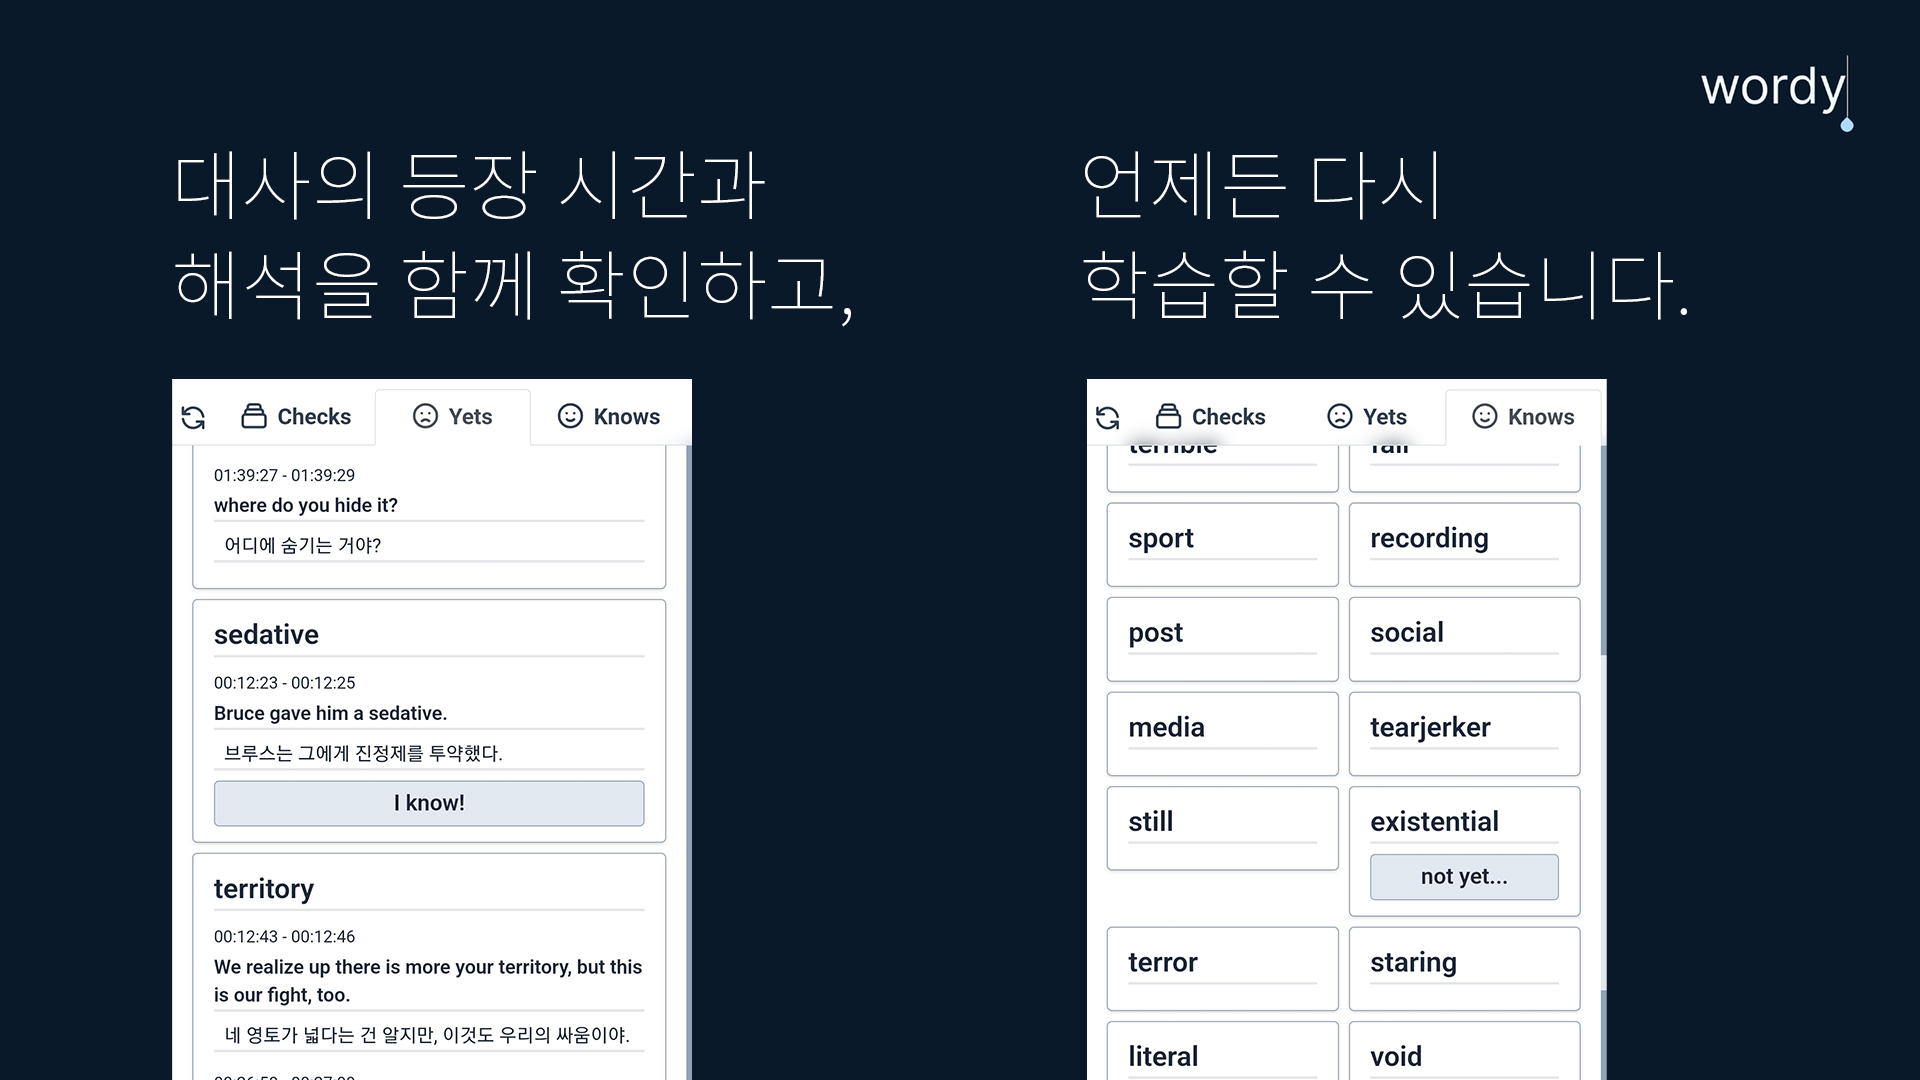 wordy
대사의 등장 시간과
해석을 함께 확인하고,
Checks
Yets
Knows
01:39:27 - 01:39:29
where do you hide it?
어디에 숨기는 거야?
sedative
00:12:23 - 00:12:25
Bruce gave him a sedative.
브루스는 그에게 진정제를 투약했다.
I know!
territory
00:12:43 - 00:12:46
We realize up there is more your territory, but this
is our fight, too.
네 영토가 넓다는 건 알지만, 이것도 우리의 싸움이야.
언제든 다시
학습할 수 있습니다.
Checks
Yets
Knows
terrible
sport
recording
post
social
media
tearjerker
still
existential
not yet...
terror
staring
literal
void